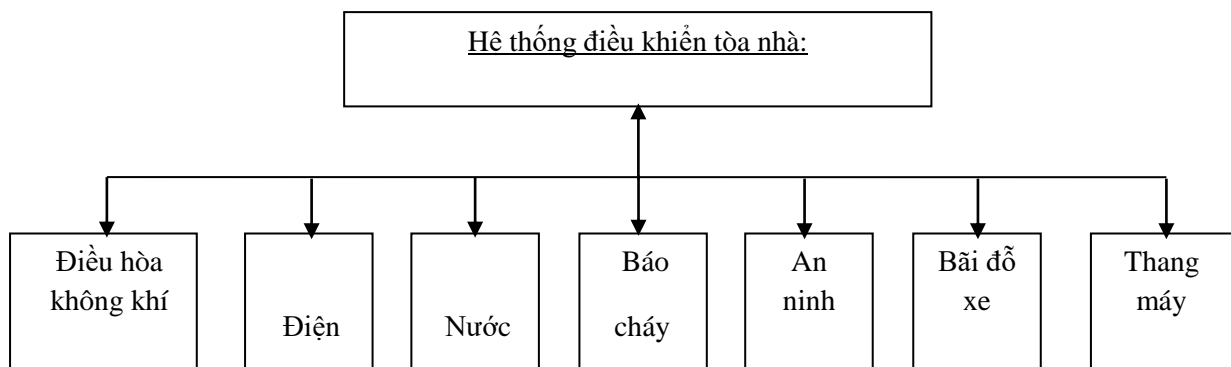 Hê thống điều khiển tòa nhà:
Điều hòa
không khí
Điện
Nước
Báo
cháy
An
ninh
Bãi đỗ
xe
Thang
máy